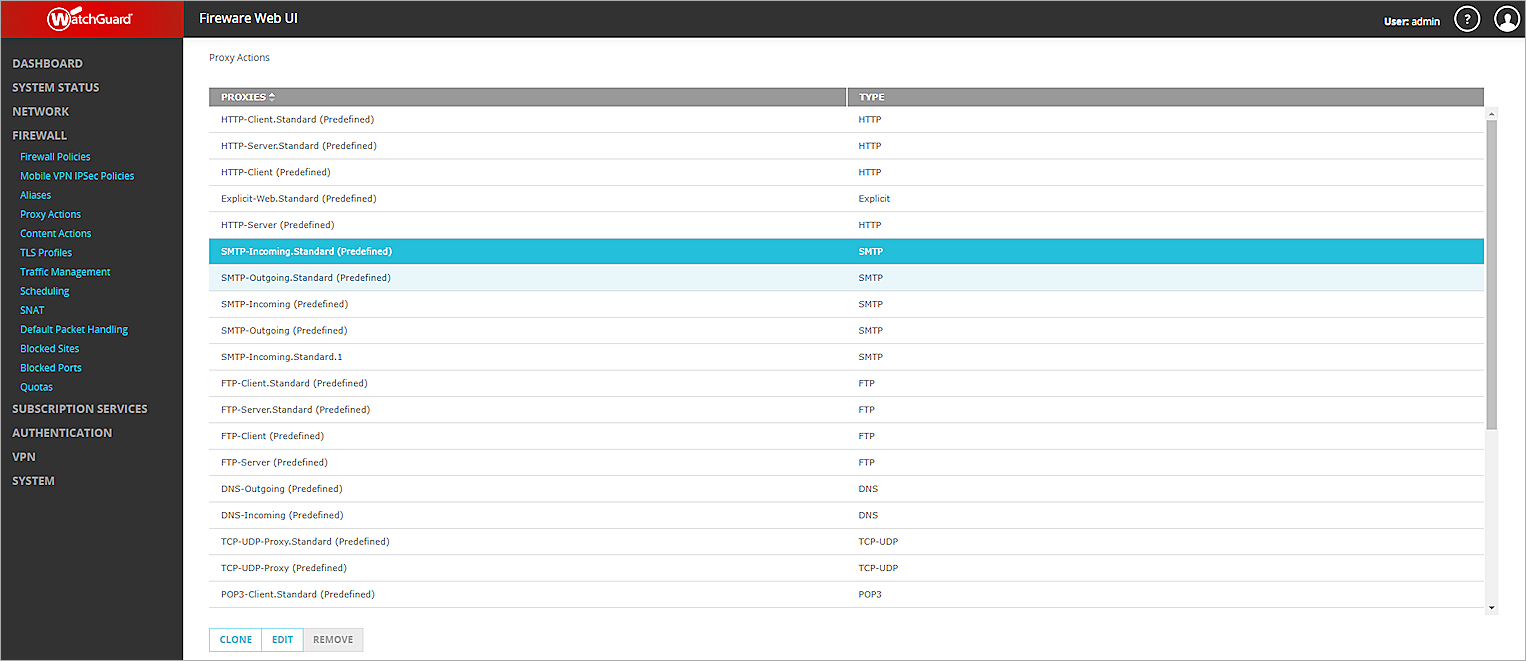 WatchGuard
Fireware Web UI
User: admin
?
DASHBOARD
SYSTEM STATUS
NETWORK
FIREWALL
Firewall Policies
Mobile VPN IPSec Policies
Aliases
Proxy Actions
Content Actions
TLS Profiles
Traffic Management
Scheduling
SNAT
Default Packet Handling
Blocked Sites
Blocked Ports
Quotas
SUBSCRIPTION SERVICES
AUTHENTICATION
VPN
SYSTEM
Proxy Actions
PROXIES TYPE
HTTP-Client.Standard (Predefined) HTTP
HTTP-Server.Standard (Predefined) HTTP
HTTP-Client (Predefined) HTTP
Explicit-Web.Standard (Predefined) Explicit
HTTP-Server (Predefined) HTTP
SMTP-Incoming.Standard (Predefined) SMTP
SMTP-Outgoing.Standard (Predefined) SMTP
SMTP-Incoming (Predefined) SMTP
SMTP-Outgoing (Predefined) SMTP
SMTP-Incoming.Standard.1 SMTP
FTP-Client.Standard (Predefined) FTP
FTP-Server.Standard (Predefined) FTP
FTP-Client (Predefined) FTP
FTP-Server (Predefined) FTP
DNS-Outgoing (Predefined) DNS
DNS-Incoming (Predefined) DNS
TCP-UDP-Proxy.Standard (Predefined) TCP-UDP
TCP-UDP-Proxy (Predefined) TCP-UDP
POP3-Client.Standard (Predefined) POP3
CLONE EDIT REMOVE